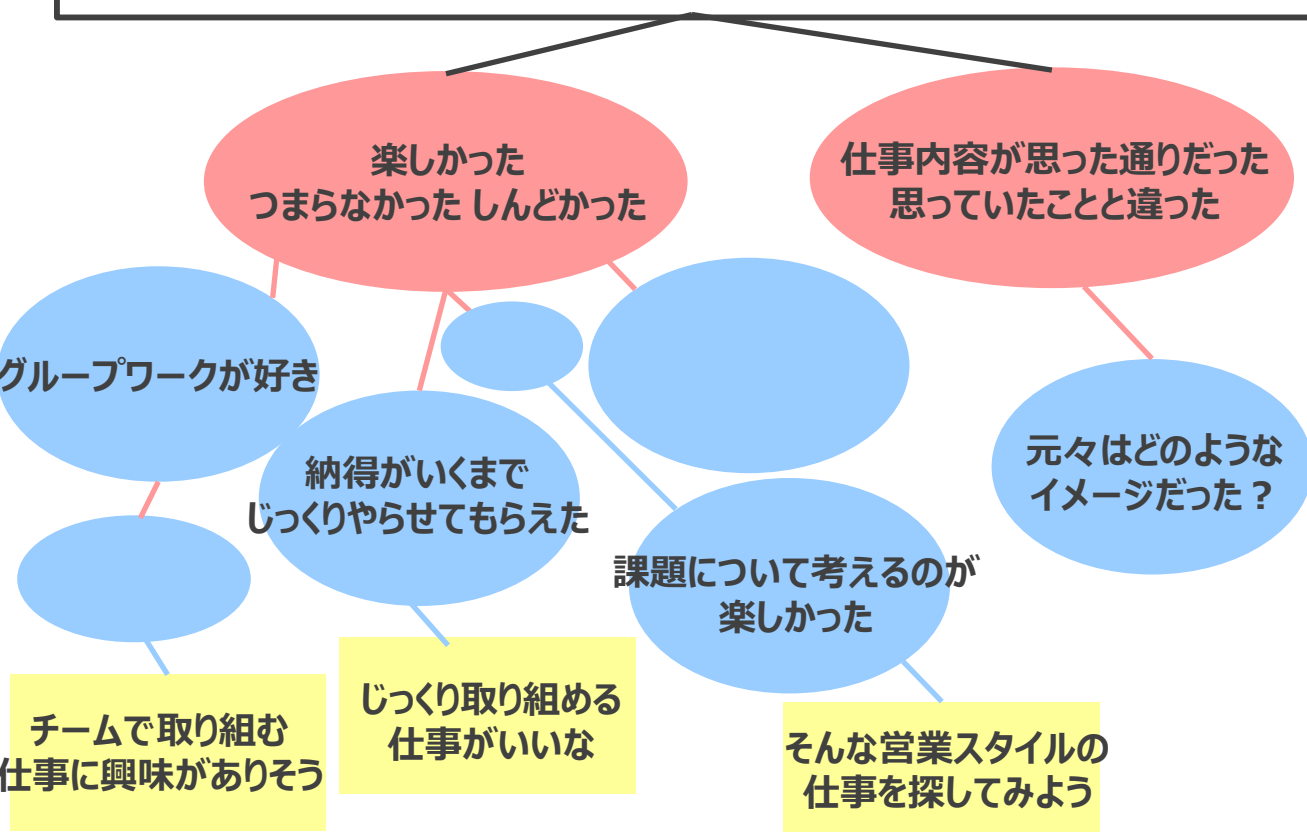 楽しかった
つまらなかった しんどかった
仕事内容が思った通りだった
思っていたことと違った
グループワークが好き
納得がいくまで
じっくりやらせてもらえた
元々はどのような
イメージだった？
課題について考えるのが
楽しかった
チームで取り組む
仕事に興味がありそう
じっくり取り組める
仕事がいいな
そんな営業スタイルの
仕事を探してみよう